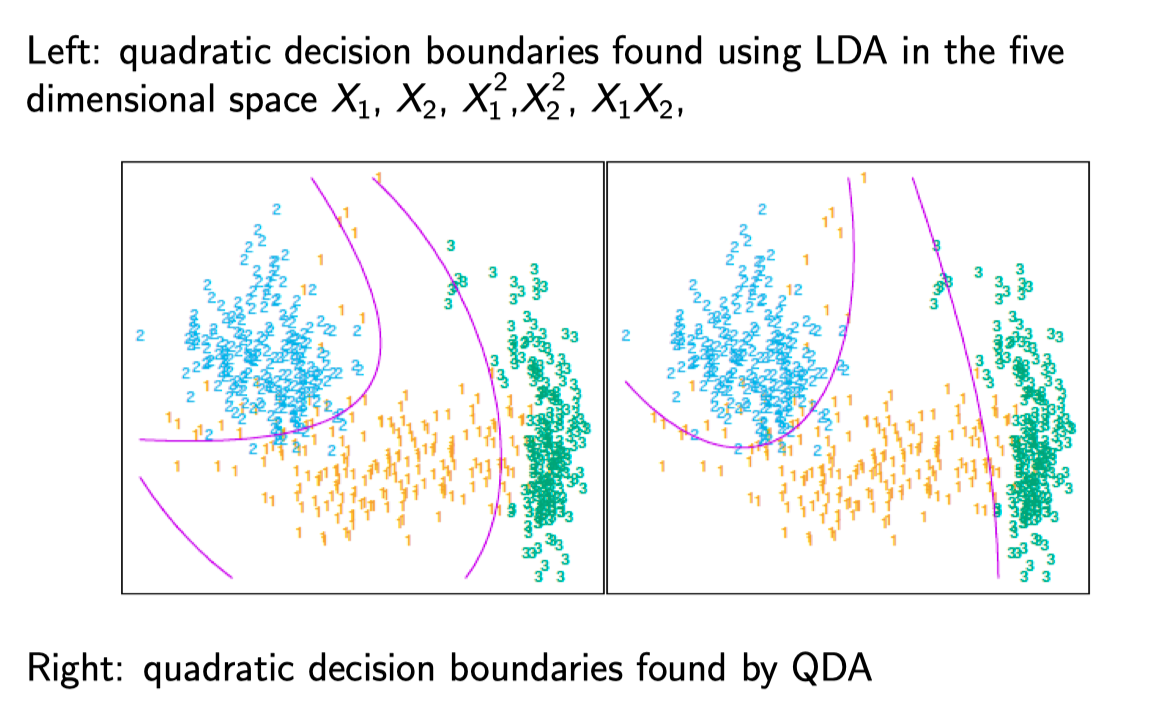 Left: quadratic decision boundaries found using LDA in the five
dimensional space X₁, X₂, X₁²,X₂², X₁X₂,
Right: quadratic decision boundaries found by QDA